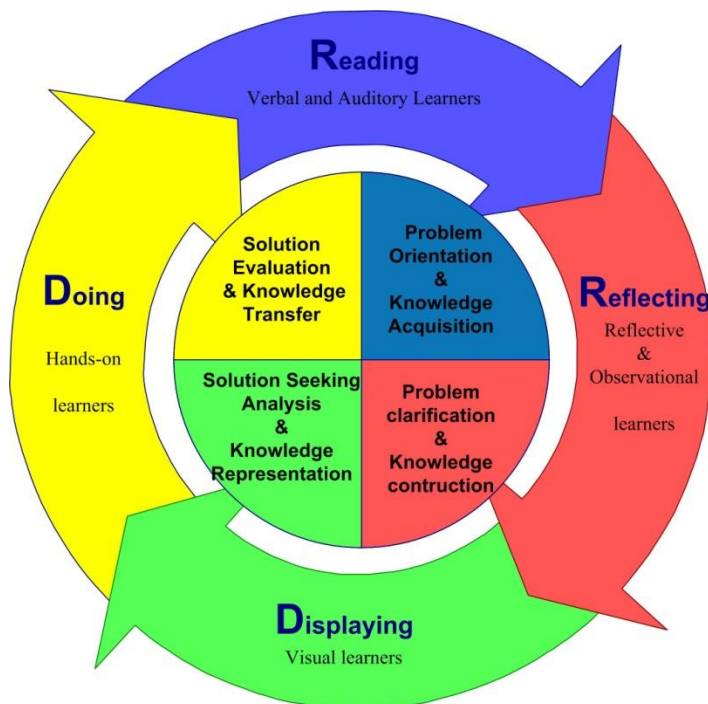 Reading
Verbal and Auditory Learners
Reflecting
Reflective
&
Observational
learners
Displaying
Visual learners
Doing
Hands-on
learners
Problem
Orientation
&
Knowledge
Acquisition
Problem
clarification
&
Knowledge
contruction
Solution Seeking
Analysis
&
Knowledge
Representation
Solution
Evaluation
& Knowledge
Transfer